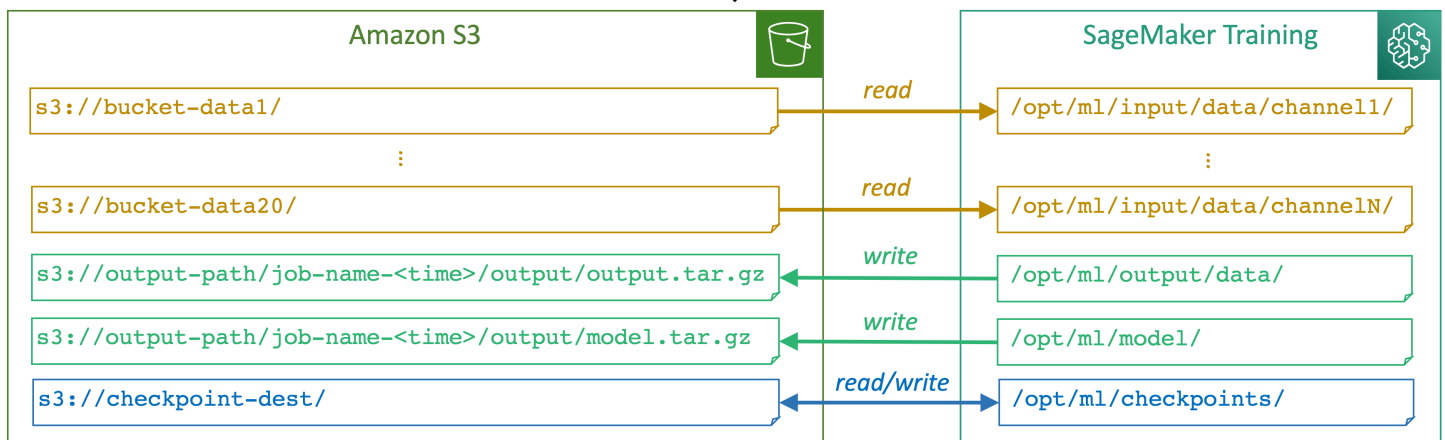 Amazon S3
SageMaker Training
s3://bucket-data1/
read
/opt/ml/input/data/channel1/
⋮
⋮
s3://bucket-data20/
read
/opt/ml/input/data/channelN/
s3://output-path/job-name-<time>/output/output.tar.gz
write
/opt/ml/output/data/
s3://output-path/job-name-<time>/output/model.tar.gz
write
/opt/ml/model/
s3://checkpoint-dest/
read/write
/opt/ml/checkpoints/